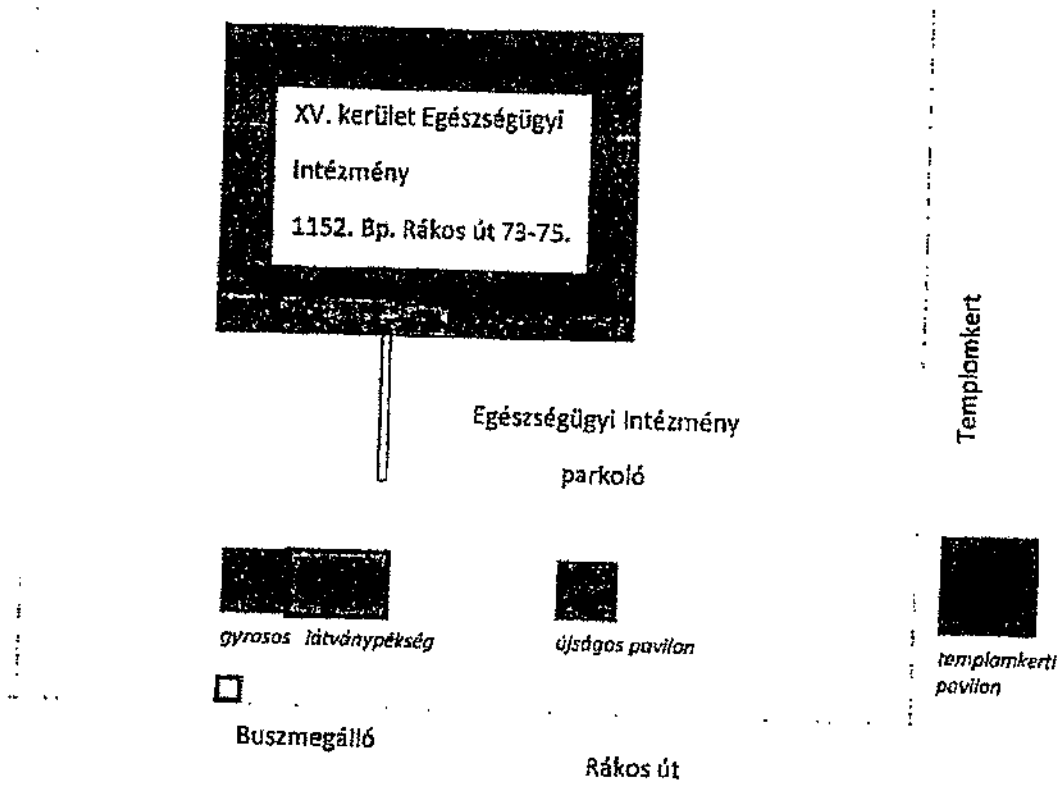 XV. kerület Egészségügyi
Intézmény
1152. Bp. Rákos út 73-75.
Templomkert
Egészségügyi Intézmény
parkoló
gyrosos látványpékség
újságos pavilon
templomkerti
pavilon
Buszmegálló
Rákos út